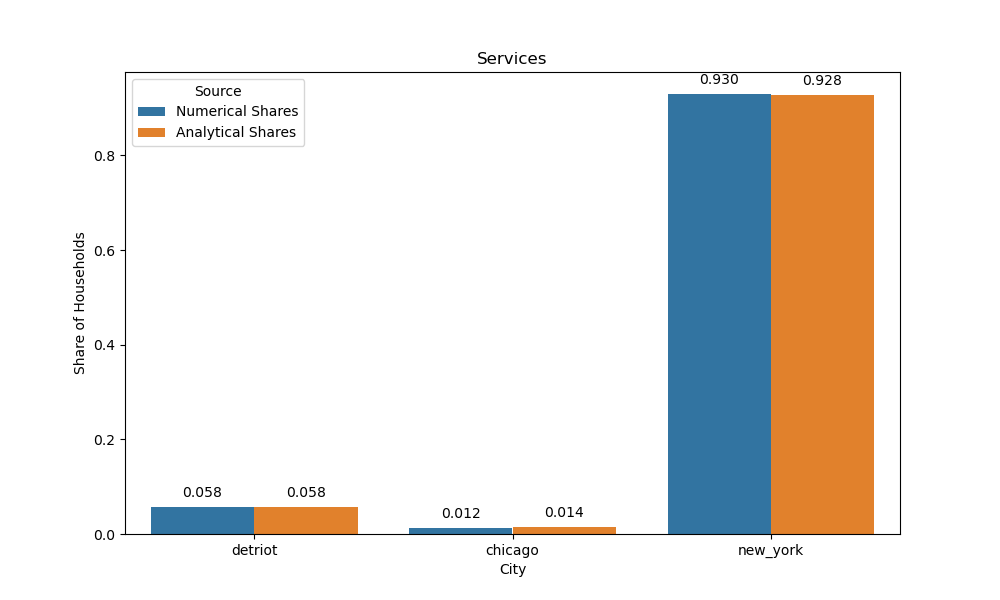 Services
Source
Numerical Shares
Analytical Shares
0.930
0.928
0.8
0.6
0.4
0.2
0.0
Share of Households
0.058
0.058
0.012
0.014
detriot
chicago
new_york
City